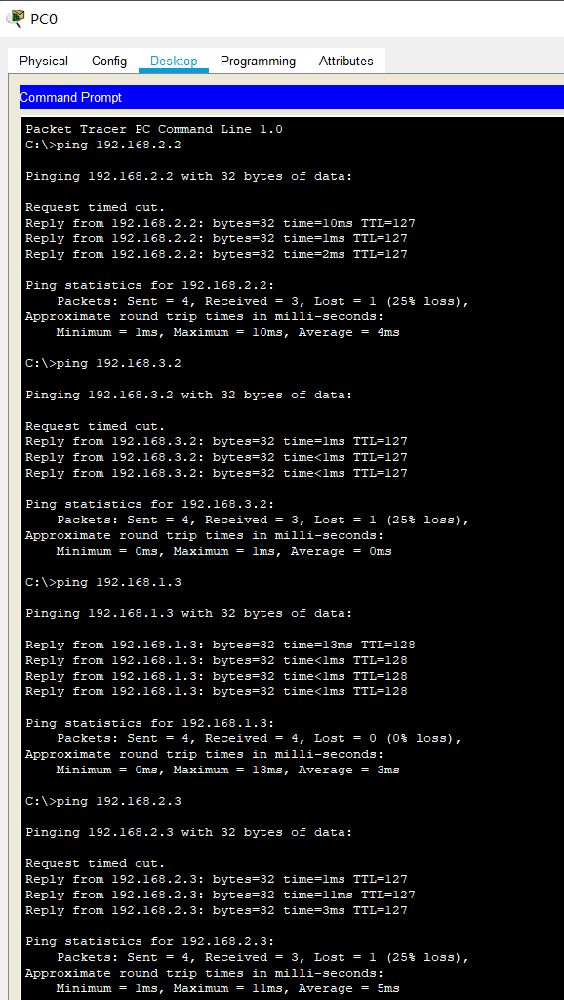 PC0
Physical Config Desktop Programming Attributes
Command Prompt
Packet Tracer PC Command Line 1.0
C:\>ping 192.168.2.2
Pinging 192.168.2.2 with 32 bytes of data:
Request timed out.
Reply from 192.168.2.2: bytes=32 time=10ms TTL=127
Reply from 192.168.2.2: bytes=32 time=1ms TTL=127
Reply from 192.168.2.2: bytes=32 time=2ms TTL=127
Ping statistics for 192.168.2.2:
Packets: Sent = 4, Received = 3, Lost = 1 (25% loss),
Approximate round trip times in milli-seconds:
Minimum = 1ms, Maximum = 10ms, Average = 4ms
C:\>ping 192.168.3.2
Pinging 192.168.3.2 with 32 bytes of data:
Request timed out.
Reply from 192.168.3.2: bytes=32 time=1ms TTL=127
Reply from 192.168.3.2: bytes=32 time<1ms TTL=127
Reply from 192.168.3.2: bytes=32 time<1ms TTL=127
Ping statistics for 192.168.3.2:
Packets: Sent = 4, Received = 3, Lost = 1 (25% loss),
Approximate round trip times in milli-seconds:
Minimum = 0ms, Maximum = 1ms, Average = 0ms
C:\>ping 192.168.1.3
Pinging 192.168.1.3 with 32 bytes of data:
Reply from 192.168.1.3: bytes=32 time=13ms TTL=128
Reply from 192.168.1.3: bytes=32 time<1ms TTL=128
Reply from 192.168.1.3: bytes=32 time<1ms TTL=128
Reply from 192.168.1.3: bytes=32 time<1ms TTL=128
Ping statistics for 192.168.1.3:
Packets: Sent = 4, Received = 4, Lost = 0 (0% loss),
Approximate round trip times in milli-seconds:
Minimum = 0ms, Maximum = 13ms, Average = 3ms
C:\>ping 192.168.2.3
Pinging 192.168.2.3 with 32 bytes of data:
Request timed out.
Reply from 192.168.2.3: bytes=32 time=1ms TTL=127
Reply from 192.168.2.3: bytes=32 time=11ms TTL=127
Reply from 192.168.2.3: bytes=32 time=3ms TTL=127
Ping statistics for 192.168.2.3:
Packets: Sent = 4, Received = 3, Lost = 1 (25% loss),
Approximate round trip times in milli-seconds:
Minimum = 1ms, Maximum = 11ms, Average = 5ms